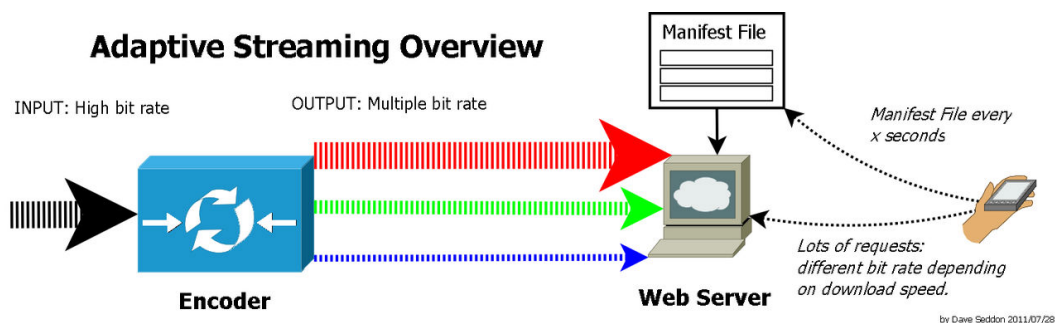 Adaptive Streaming Overview
Manifest File
INPUT: High bit rate
OUTPUT: Multiple bit rate
Manifest File every
x seconds
Lots of requests:
different bit rate depending
on download speed.
Encoder
Web Server
by Dave Seddon 2011/07/28